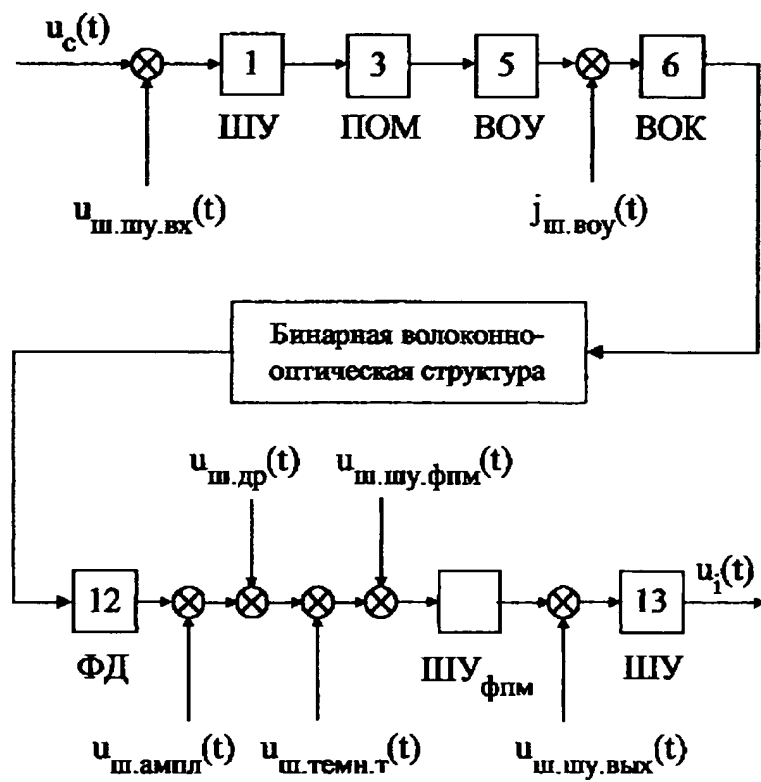 u_с(t)
1 3 5 6
ШУ ПОМ ВОУ ВОК
u_ш.шу.вх(t) j_ш.воу(t)
Бинарная волоконно-
оптическая структура
u_ш.др(t) u_ш.шу.фпм(t)
12 13 u_i(t)
ФД ШУ_фпм ШУ
u_ш.ампл(t) u_ш.темн.т(t) u_ш.шу.вых(t)